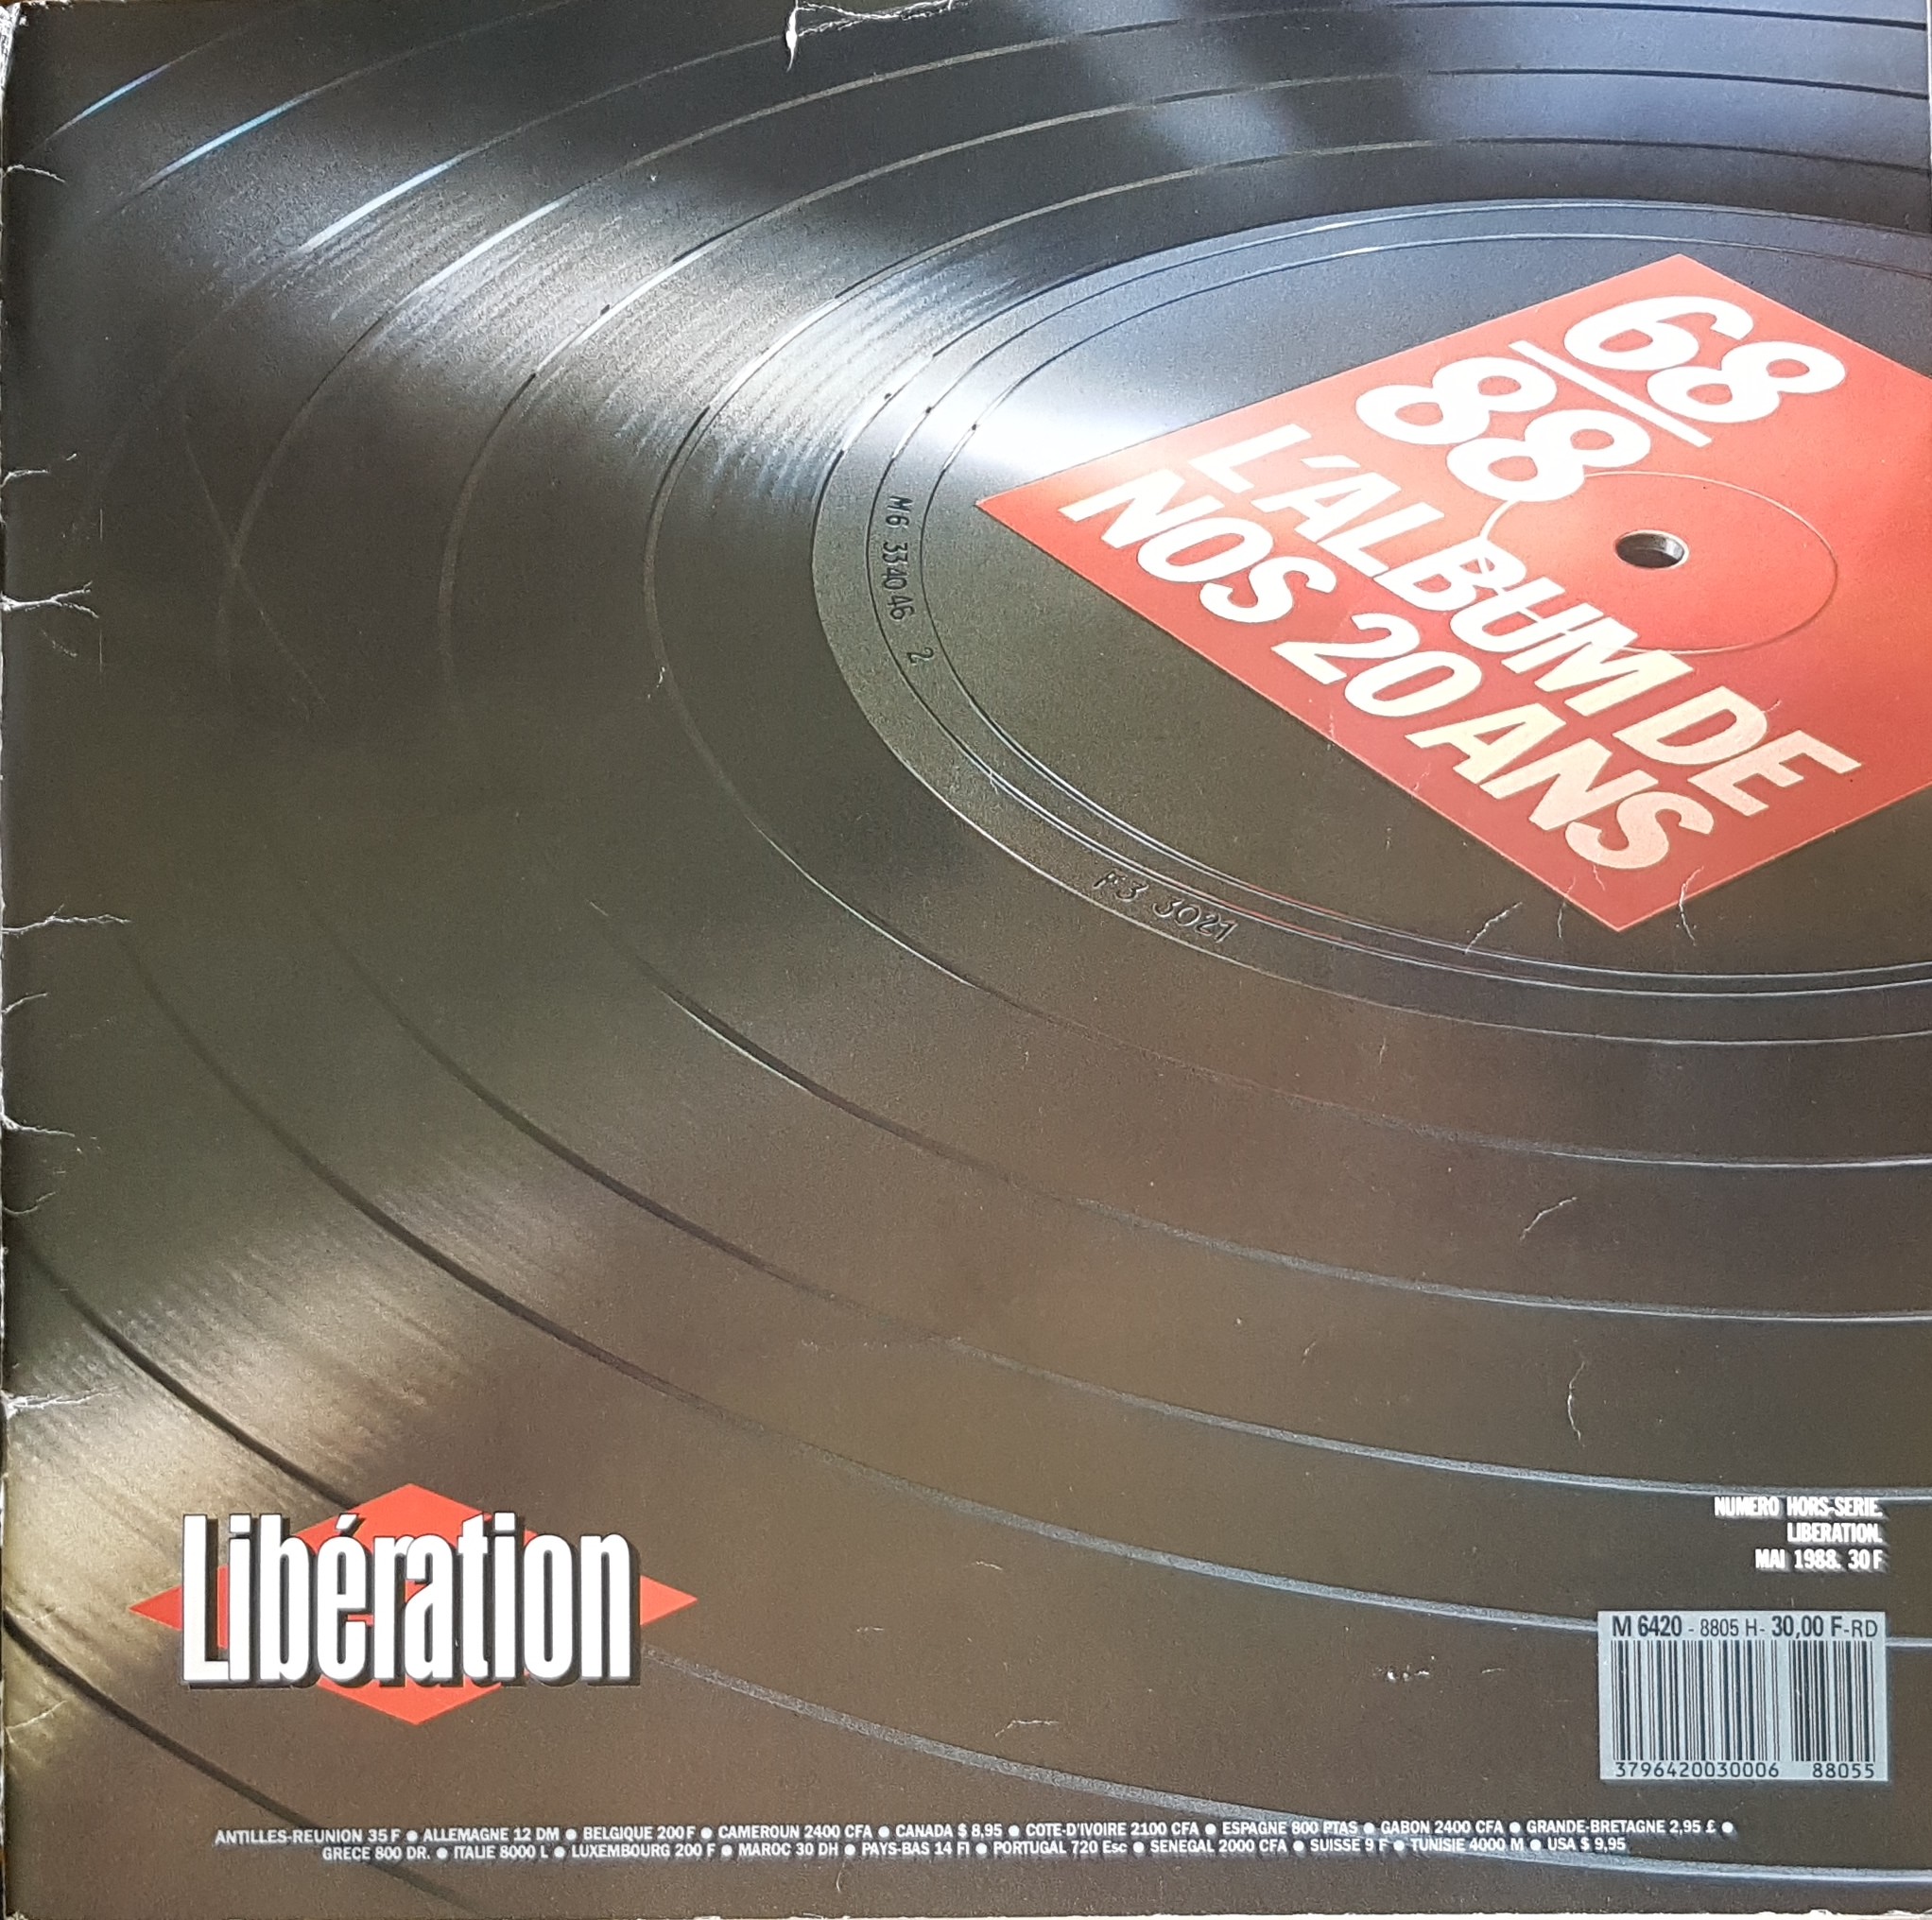 68
88
L'ALBUM DE
NOS 20 ANS
M6 334046 2
F3 3021
Libération
NUMERO HORS-SERIE.
LIBERATION.
MAI 1988. 30 F
M 6420 - 8805 H - 30,00 F-RD
3796420030006 88055
ANTILLES-REUNION 35 F ● ALLEMAGNE 12 DM ● BELGIQUE 200 F ● CAMEROUN 2400 CFA ● CANADA $ 8,95 ● COTE-D'IVOIRE 2100 CFA ● ESPAGNE 800 PTAS ● GABON 2400 CFA ● GRANDE-BRETAGNE 2,95 £ ●
GRECE 800 DR. ● ITALIE 8000 L ● LUXEMBOURG 200 F ● MAROC 30 DH ● PAYS-BAS 14 Fl ● PORTUGAL 720 Esc ● SENEGAL 2000 CFA ● SUISSE 9 F ● TUNISIE 4000 M ● USA $ 9,95